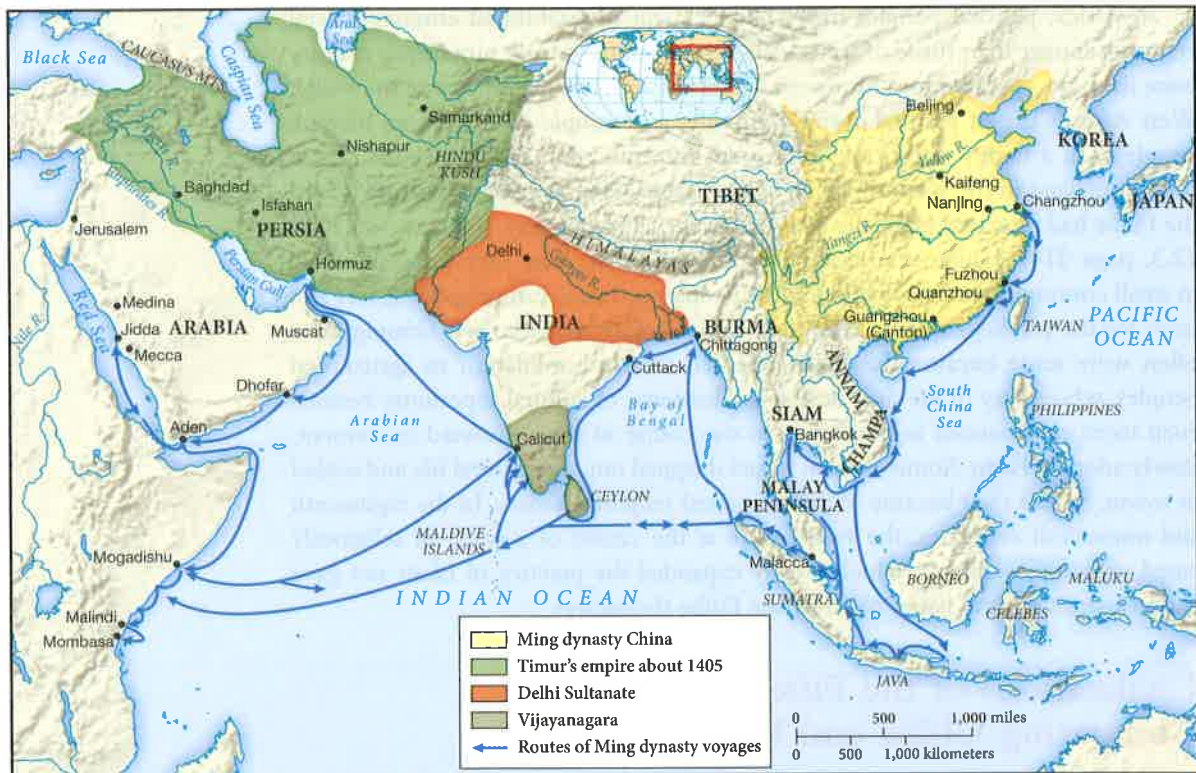 Black Sea
CAUCASUS MTS.
Caspian Sea
Aral
Sea
Samarkand
Nishapur
HINDU
KUSH
Tigris R.
Euphrates R.
Baghdad
Isfahan
PERSIA
Jerusalem
Hormuz
Persian Gulf
Nile R.
Red Sea
Medina
Jidda
Mecca
ARABIA
Muscat
Dhofar
Aden
Arabian
Sea
Mogadishu
Malindi
Mombasa
TIBET
HIMALAYAS
Delhi
Ganges R.
INDIA
Cuttack
BURMA
Chittagong
Bay of
Bengal
Calicut
CEYLON
MALDIVE
ISLANDS
INDIAN OCEAN
Beijing
Yellow R.
Kaifeng
Nanjing
Changzhou
Yangzi R.
Fuzhou
Quanzhou
Guangzhou
(Canton)
KOREA
JAPAN
TAIWAN
PACIFIC
OCEAN
ANNAM
CHAMPA
SIAM
Bangkok
South
China
Sea
PHILIPPINES
MALAY
PENINSULA
Malacca
SUMATRA
BORNEO
CELEBES
MALUKU
JAVA
Ming dynasty China
Timur's empire about 1405
Delhi Sultanate
Vijayanagara
Routes of Ming dynasty voyages
0 500 1,000 miles
0 500 1,000 kilometers